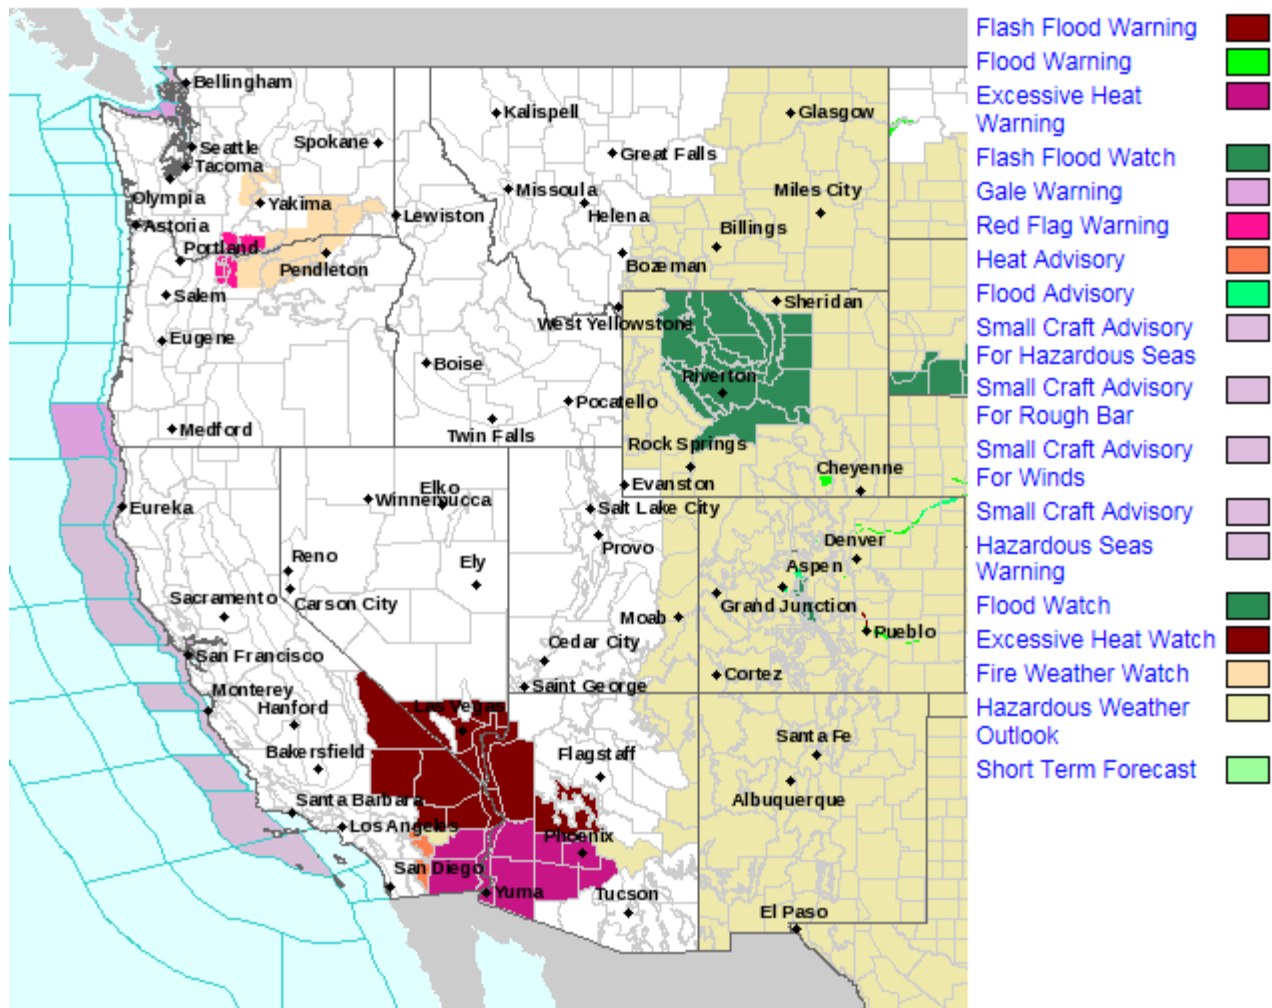 Bellingham
Seattle
Tacoma
Olympia
Astoria
Portland
Salem
Eugene
Medford
Spokane
Yakima
Pendleton
Lewiston
Kalispell
Great Falls
Missoula
Helena
Bozeman
Billings
Miles City
Glasgow
West Yellowstone
Sheridan
Riverton
Rock Springs
Cheyenne
Evanston
Boise
Pocatello
Twin Falls
Eureka
Elko
Winnemucca
Reno
Ely
Carson City
Sacramento
San Francisco
Monterey
Hanford
Bakersfield
Santa Barbara
Los Angeles
San Diego
Las Vegas
Salt Lake City
Provo
Moab
Cedar City
Saint George
Denver
Aspen
Grand Junction
Pueblo
Cortez
Flagstaff
Phoenix
Yuma
Tucson
Santa Fe
Albuquerque
El Paso
Flash Flood Warning
Flood Warning
Excessive Heat
Warning
Flash Flood Watch
Gale Warning
Red Flag Warning
Heat Advisory
Flood Advisory
Small Craft Advisory
For Hazardous Seas
Small Craft Advisory
For Rough Bar
Small Craft Advisory
For Winds
Small Craft Advisory
Hazardous Seas
Warning
Flood Watch
Excessive Heat Watch
Fire Weather Watch
Hazardous Weather
Outlook
Short Term Forecast